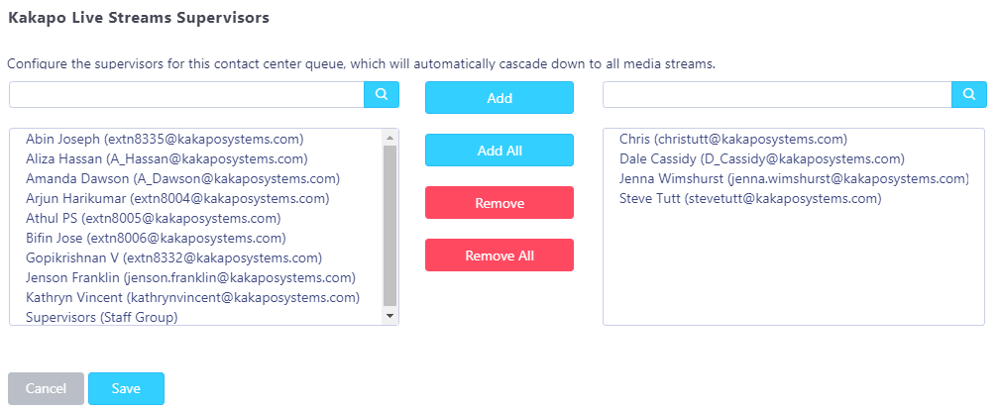 Kakapo Live Streams Supervisors
Configure the supervisors for this contact center queue, which will automatically cascade down to all media streams.
Add
Add All
Remove
Remove All
Abin Joseph (extn8335@kakaposystems.com)
Aliza Hassan (A_Hassan@kakaposystems.com)
Amanda Dawson (A_Dawson@kakaposystems.com)
Arjun Harikumar (extn8004@kakaposystems.com)
Athul PS (extn8005@kakaposystems.com)
Bifin Jose (extn8006@kakaposystems.com)
Gopikrishnan V (extn8332@kakaposystems.com)
Jenson Franklin (jenson.franklin@kakaposystems.com)
Kathryn Vincent (kathrynvincent@kakaposystems.com)
Supervisors (Staff Group)
Chris (christutt@kakaposystems.com)
Dale Cassidy (D_Cassidy@kakaposystems.com)
Jenna Wimshurst (jenna.wimshurst@kakaposystems.com)
Steve Tutt (stevetutt@kakaposystems.com)
Cancel
Save